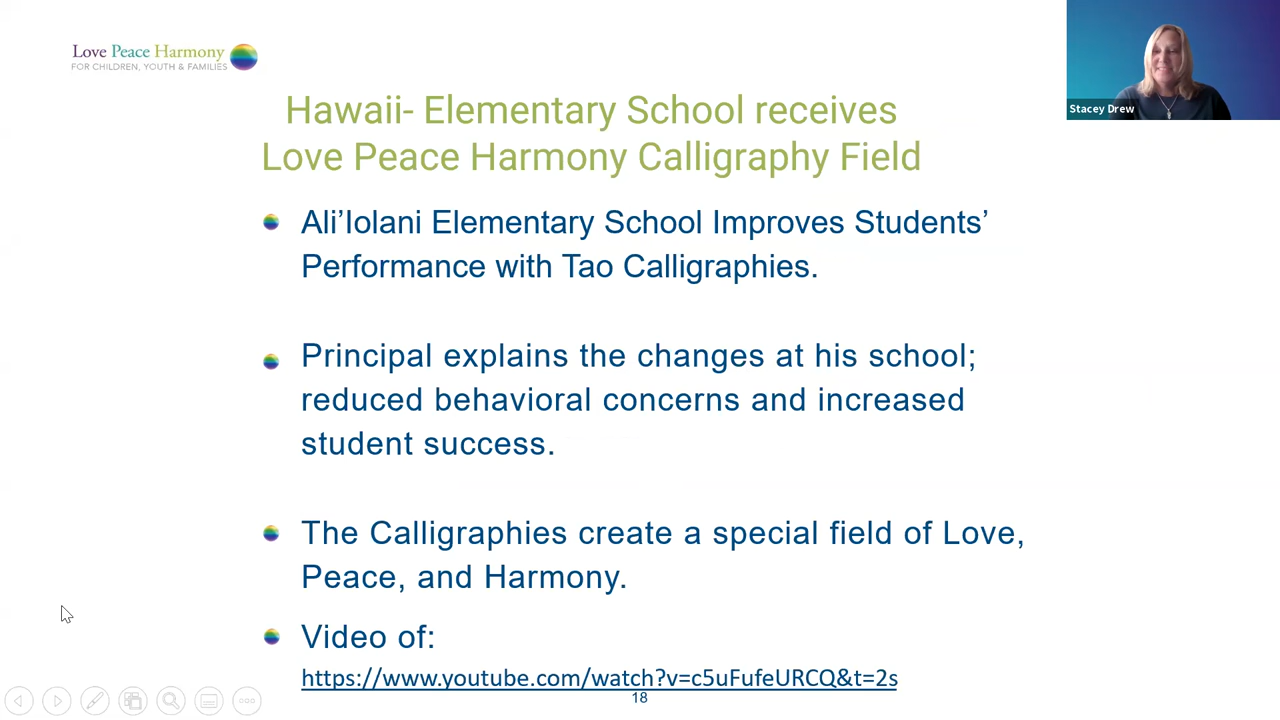 Love Peace Harmony
FOR CHILDREN, YOUTH & FAMILIES
Stacey Drew
Hawaii- Elementary School receives
Love Peace Harmony Calligraphy Field
Ali’Iolani Elementary School Improves Students’
Performance with Tao Calligraphies.
Principal explains the changes at his school;
reduced behavioral concerns and increased
student success.
The Calligraphies create a special field of Love,
Peace, and Harmony.
Video of:
https://www.youtube.com/watch?v=c5uFufeURCQ&t=2s
18